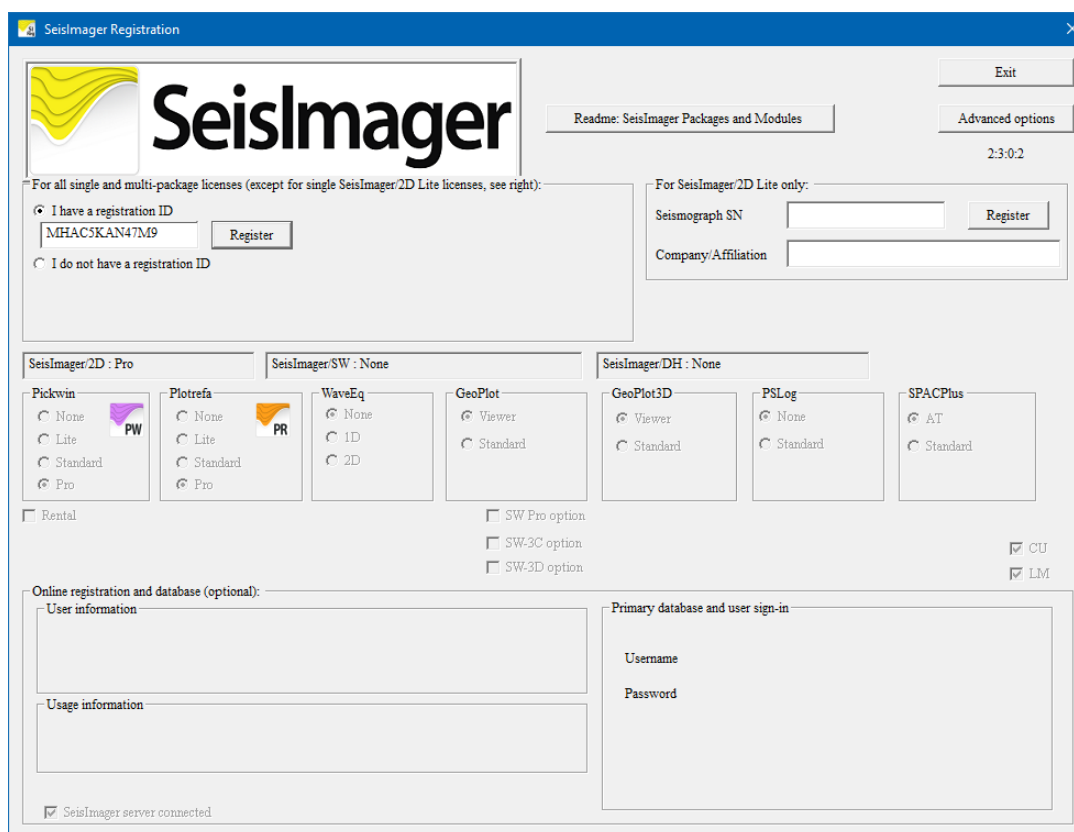 SeisImager Registration
SeisImager
Readme: SeisImager Packages and Modules
Exit
Advanced options
2:3:0:2
For all single and multi-package licenses (except for single SeisImager/2D Lite licenses, see right):
I have a registration ID
MHAC5KAN47M9
Register
I do not have a registration ID
For SeisImager/2D Lite only:
Seismograph SN
Register
Company/Affiliation
SeisImager/2D : Pro
SeisImager/SW : None
SeisImager/DH : None
Pickwin
None
Lite
Standard
Pro
PW
Plotrefa
None
Lite
Standard
Pro
PR
WaveEq
None
1D
2D
GeoPlot
Viewer
Standard
GeoPlot3D
Viewer
Standard
PSLog
None
Standard
SPACPlus
AT
Standard
Rental
SW Pro option
SW-3C option
SW-3D option
CU
LM
Online registration and database (optional):
User information
Usage information
SeisImager server connected
Primary database and user sign-in
Username
Password